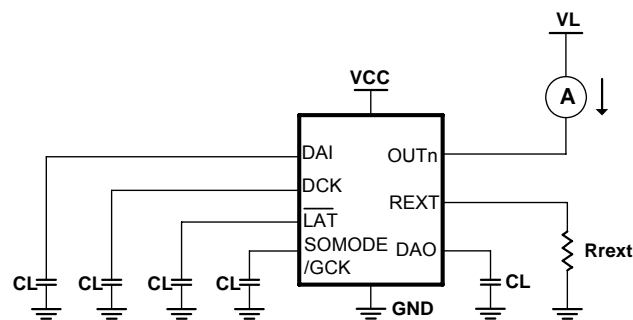 VL
VCC
A
DAI
OUTn
DCK
REXT
LAT
SOMODE
/GCK
DAO
Rrext
CL
CL
CL
CL
CL
GND